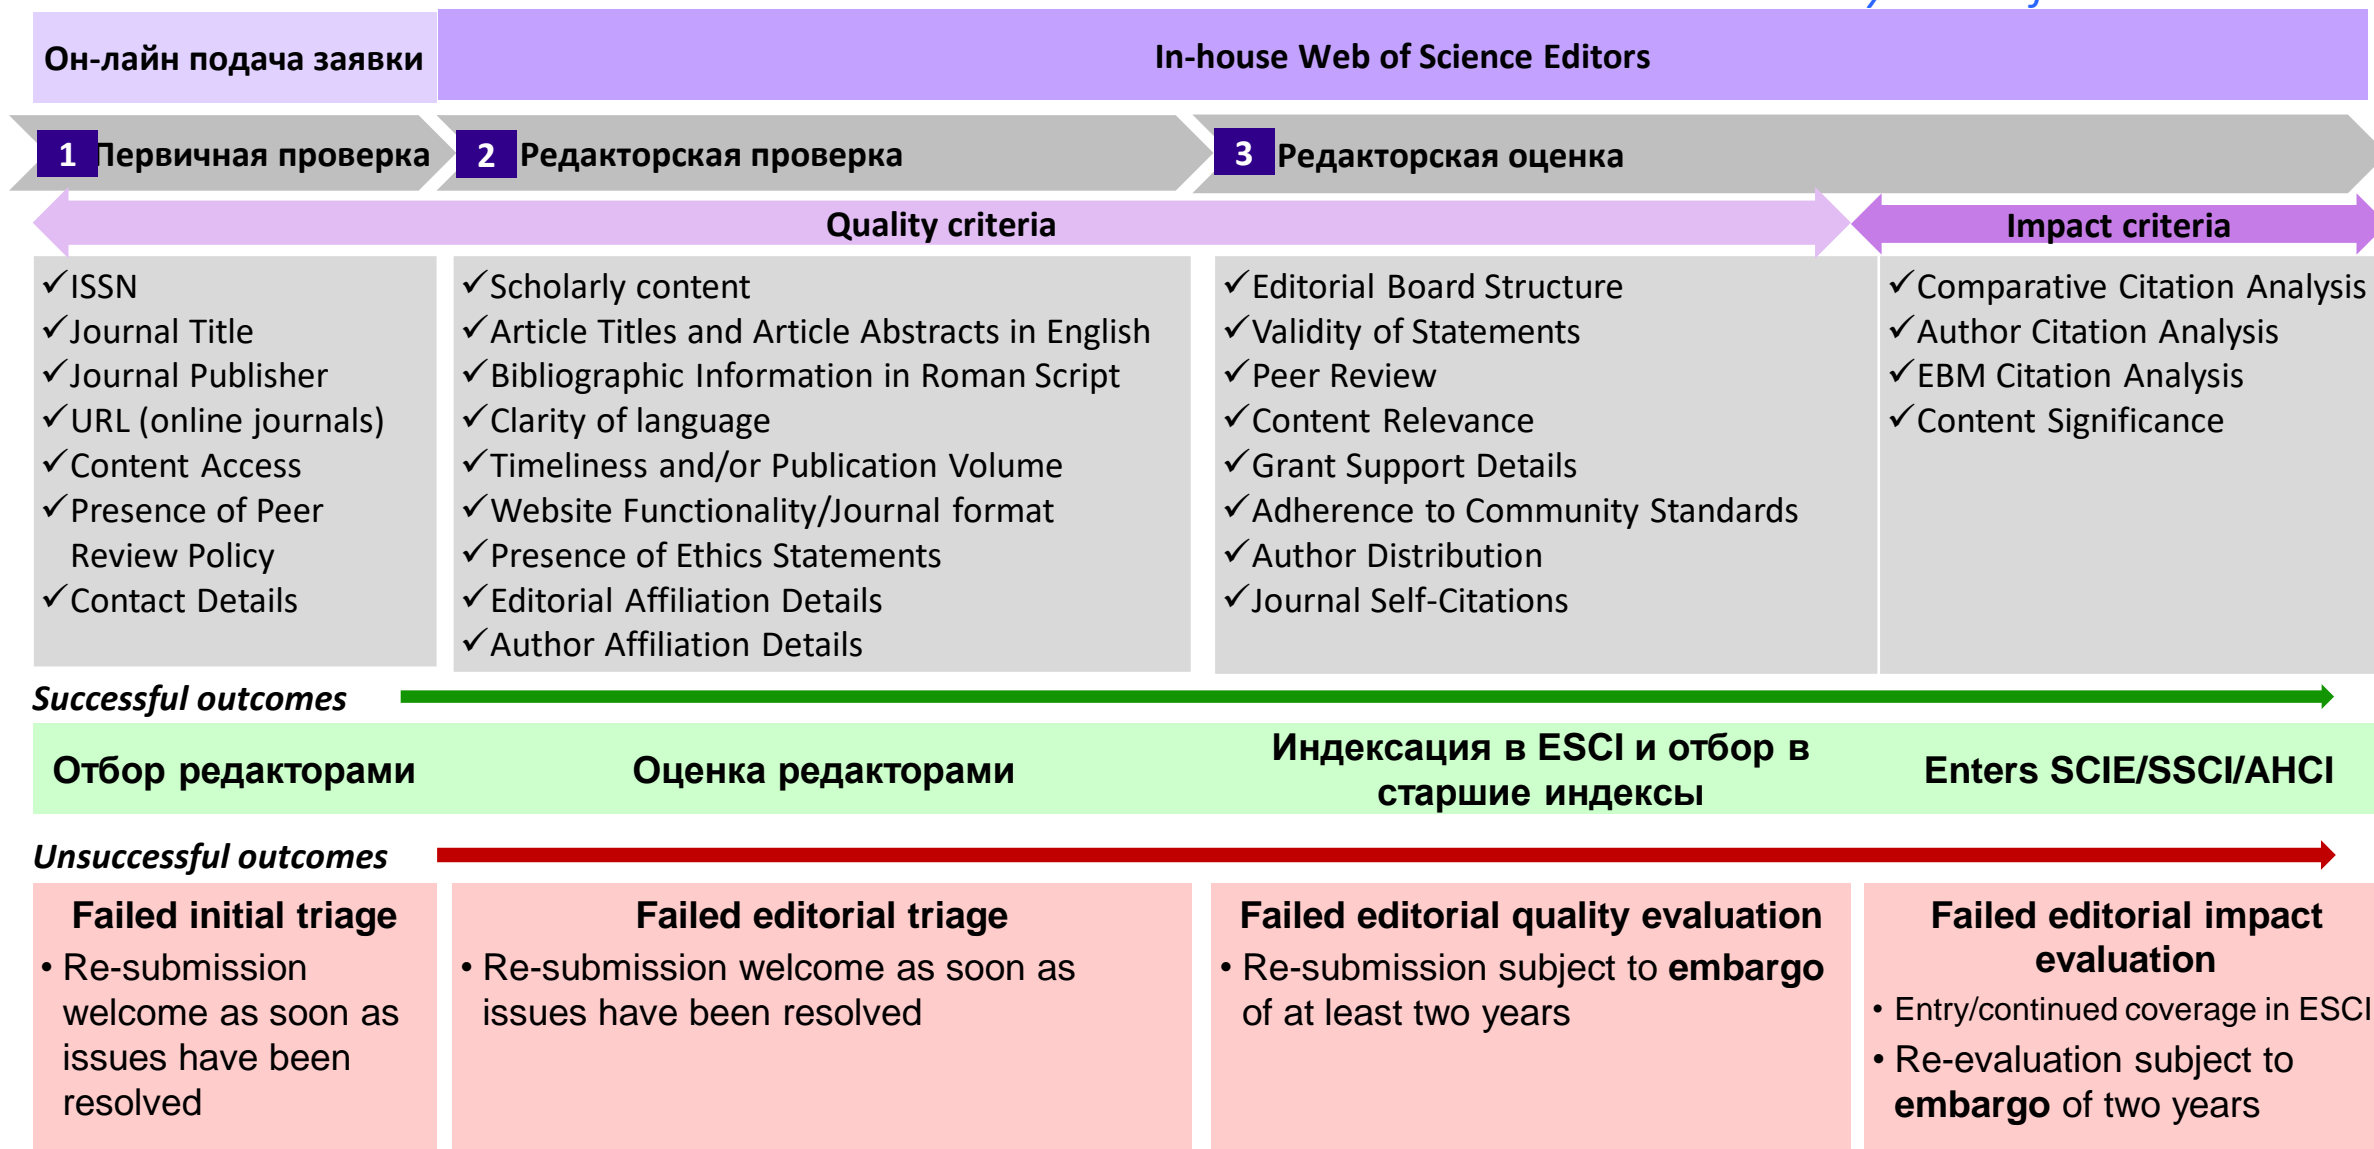 Он-лайн подача заявки
In-house Web of Science Editors
1 Первичная проверка
2 Редакторская проверка
3 Редакторская оценка
Quality criteria
Impact criteria
✓ISSN
✓Journal Title
✓Journal Publisher
✓URL (online journals)
✓Content Access
✓Presence of Peer
Review Policy
✓Contact Details
✓Scholarly content
✓Article Titles and Article Abstracts in English
✓Bibliographic Information in Roman Script
✓Clarity of language
✓Timeliness and/or Publication Volume
✓Website Functionality/Journal format
✓Presence of Ethics Statements
✓Editorial Affiliation Details
✓Author Affiliation Details
✓Editorial Board Structure
✓Validity of Statements
✓Peer Review
✓Content Relevance
✓Grant Support Details
✓Adherence to Community Standards
✓Author Distribution
✓Journal Self-Citations
✓Comparative Citation Analysis
✓Author Citation Analysis
✓EBM Citation Analysis
✓Content Significance
Successful outcomes
Отбор редакторами
Оценка редакторами
Индексация в ESCI и отбор в
старшие индексы
Enters SCIE/SSCI/AHCI
Unsuccessful outcomes
Failed initial triage
• Re-submission
welcome as soon as
issues have been
resolved
Failed editorial triage
• Re-submission welcome as soon as
issues have been resolved
Failed editorial quality evaluation
• Re-submission subject to embargo
of at least two years
Failed editorial impact
evaluation
• Entry/continued coverage in ESCI
• Re-evaluation subject to
embargo of two years